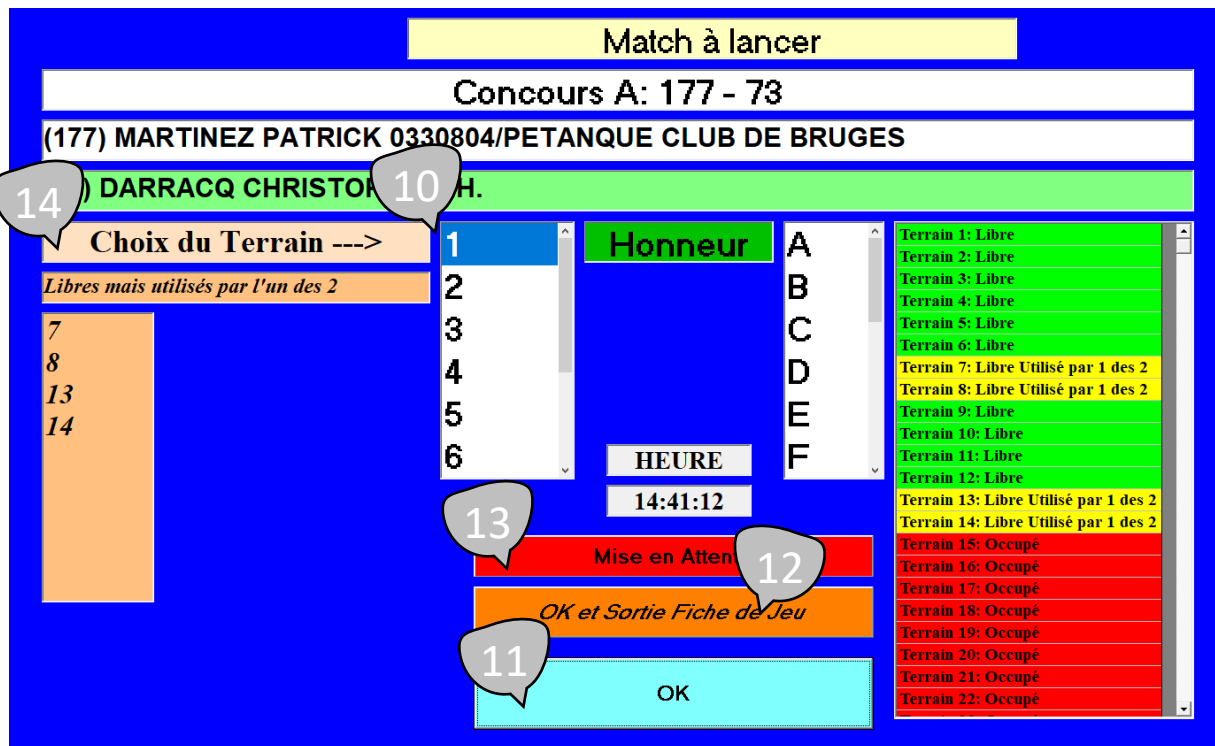 Match à lancer
Concours A: 177 - 73
(177) MARTINEZ PATRICK 0330804/PETANQUE CLUB DE BRUGES
) DARRACQ H.
14
10
Choix du Terrain --->
Libres mais utilisés par l'un des 2
7
8
13
14
1
2
3
4
5
6
Honneur
HEURE
14:41:12
A
B
C
D
E
F
13
Mise en
12
OK et Sortie Fiche de Jeu
11
OK
Terrain 1: Libre
Terrain 2: Libre
Terrain 3: Libre
Terrain 4: Libre
Terrain 5: Libre
Terrain 6: Libre
Terrain 7: Libre Utilisé par 1 des 2
Terrain 8: Libre Utilisé par 1 des 2
Terrain 9: Libre
Terrain 10: Libre
Terrain 11: Libre
Terrain 12: Libre
Terrain 13: Libre Utilisé par 1 des 2
Terrain 14: Libre Utilisé par 1 des 2
Terrain 15: Occupé
Terrain 16: Occupé
Terrain 17: Occupé
Terrain 18: Occupé
Terrain 19: Occupé
Terrain 20: Occupé
Terrain 21: Occupé
Terrain 22: Occupé